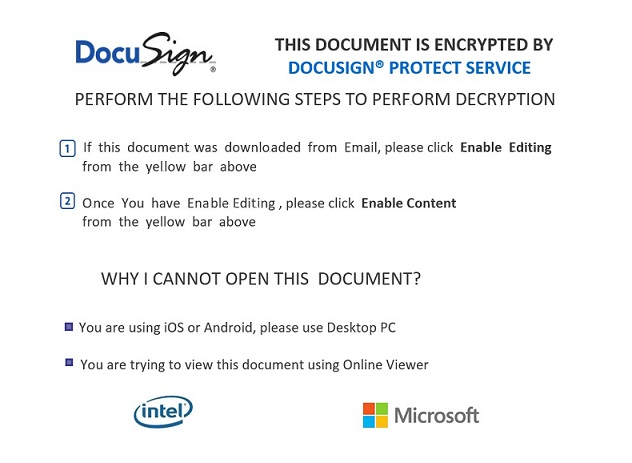 DocuSign®
THIS DOCUMENT IS ENCRYPTED BY
DOCUSIGN® PROTECT SERVICE
PERFORM THE FOLLOWING STEPS TO PERFORM DECRYPTION
1 If this document was downloaded from Email, please click Enable Editing
from the yellow bar above
2 Once You have Enable Editing , please click Enable Content
from the yellow bar above
WHY I CANNOT OPEN THIS DOCUMENT?
You are using iOS or Android, please use Desktop PC
You are trying to view this document using Online Viewer
intel
Microsoft